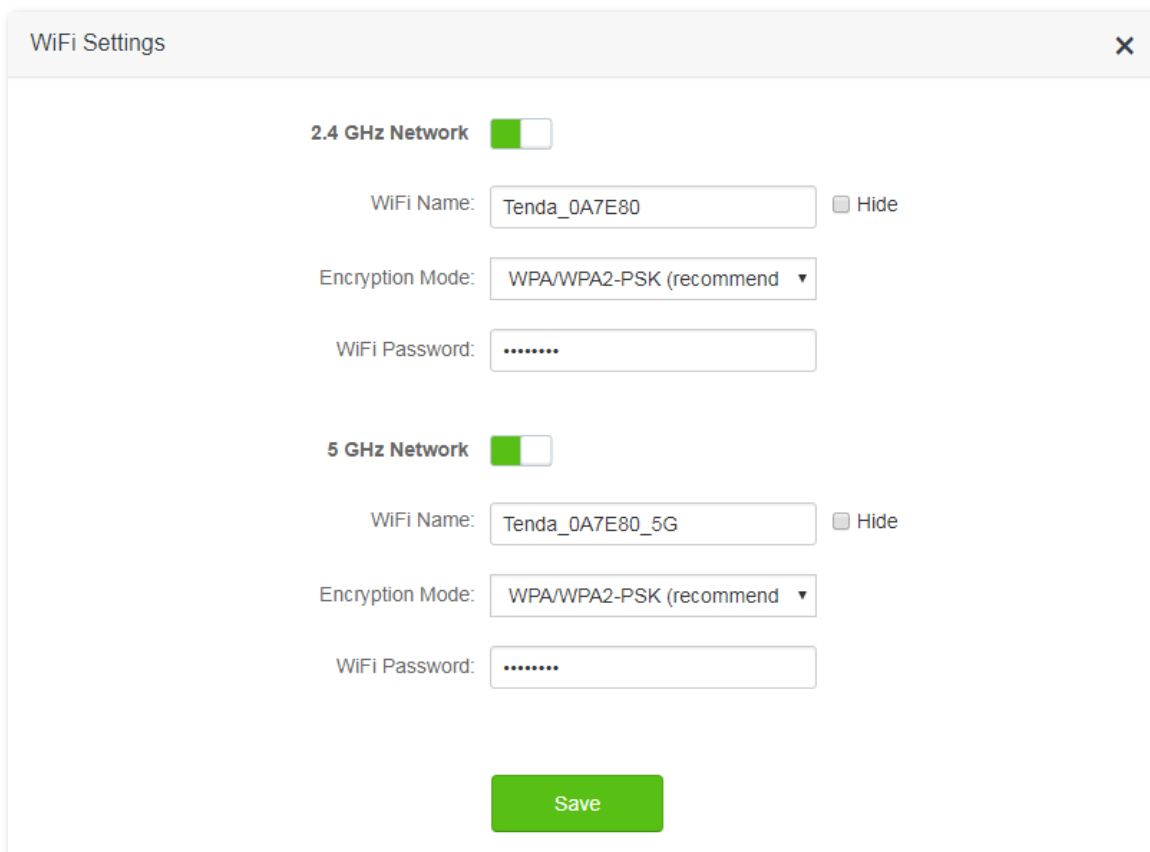 WiFi Settings
2.4 GHz Network
WiFi Name: Tenda_0A7E80 Hide
Encryption Mode: WPA/WPA2-PSK (recommend
WiFi Password: ••••••••
5 GHz Network
WiFi Name: Tenda_0A7E80_5G Hide
Encryption Mode: WPA/WPA2-PSK (recommend
WiFi Password: ••••••••
Save